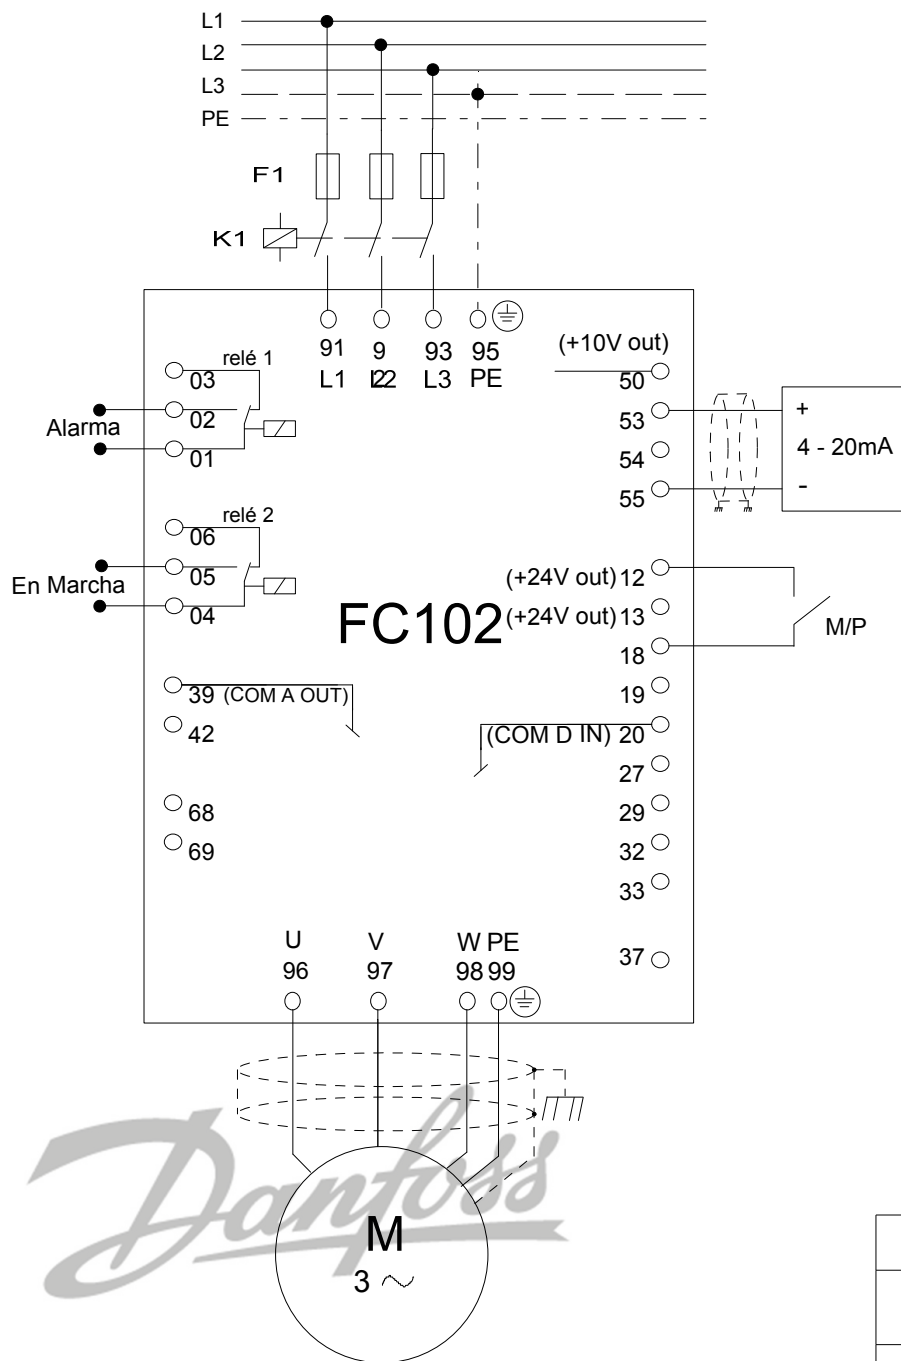 L1
L2
L3
PE
F1
K1
91 9 93 95
L1 2 L2 L3 PE
(+10V out)
50
03 relé 1
02
Alarma
01
53
54
55
+
4 - 20mA
-
06 relé 2
05
En Marcha
04
FC102
(+24V out) 12
(+24V out) 13
18
M/P
19
39 (COM A OUT)
42
(COM D IN) 20
27
29
68
69
32
33
37
U V W PE
96 97 98 99
Danfoss
M
3 ~